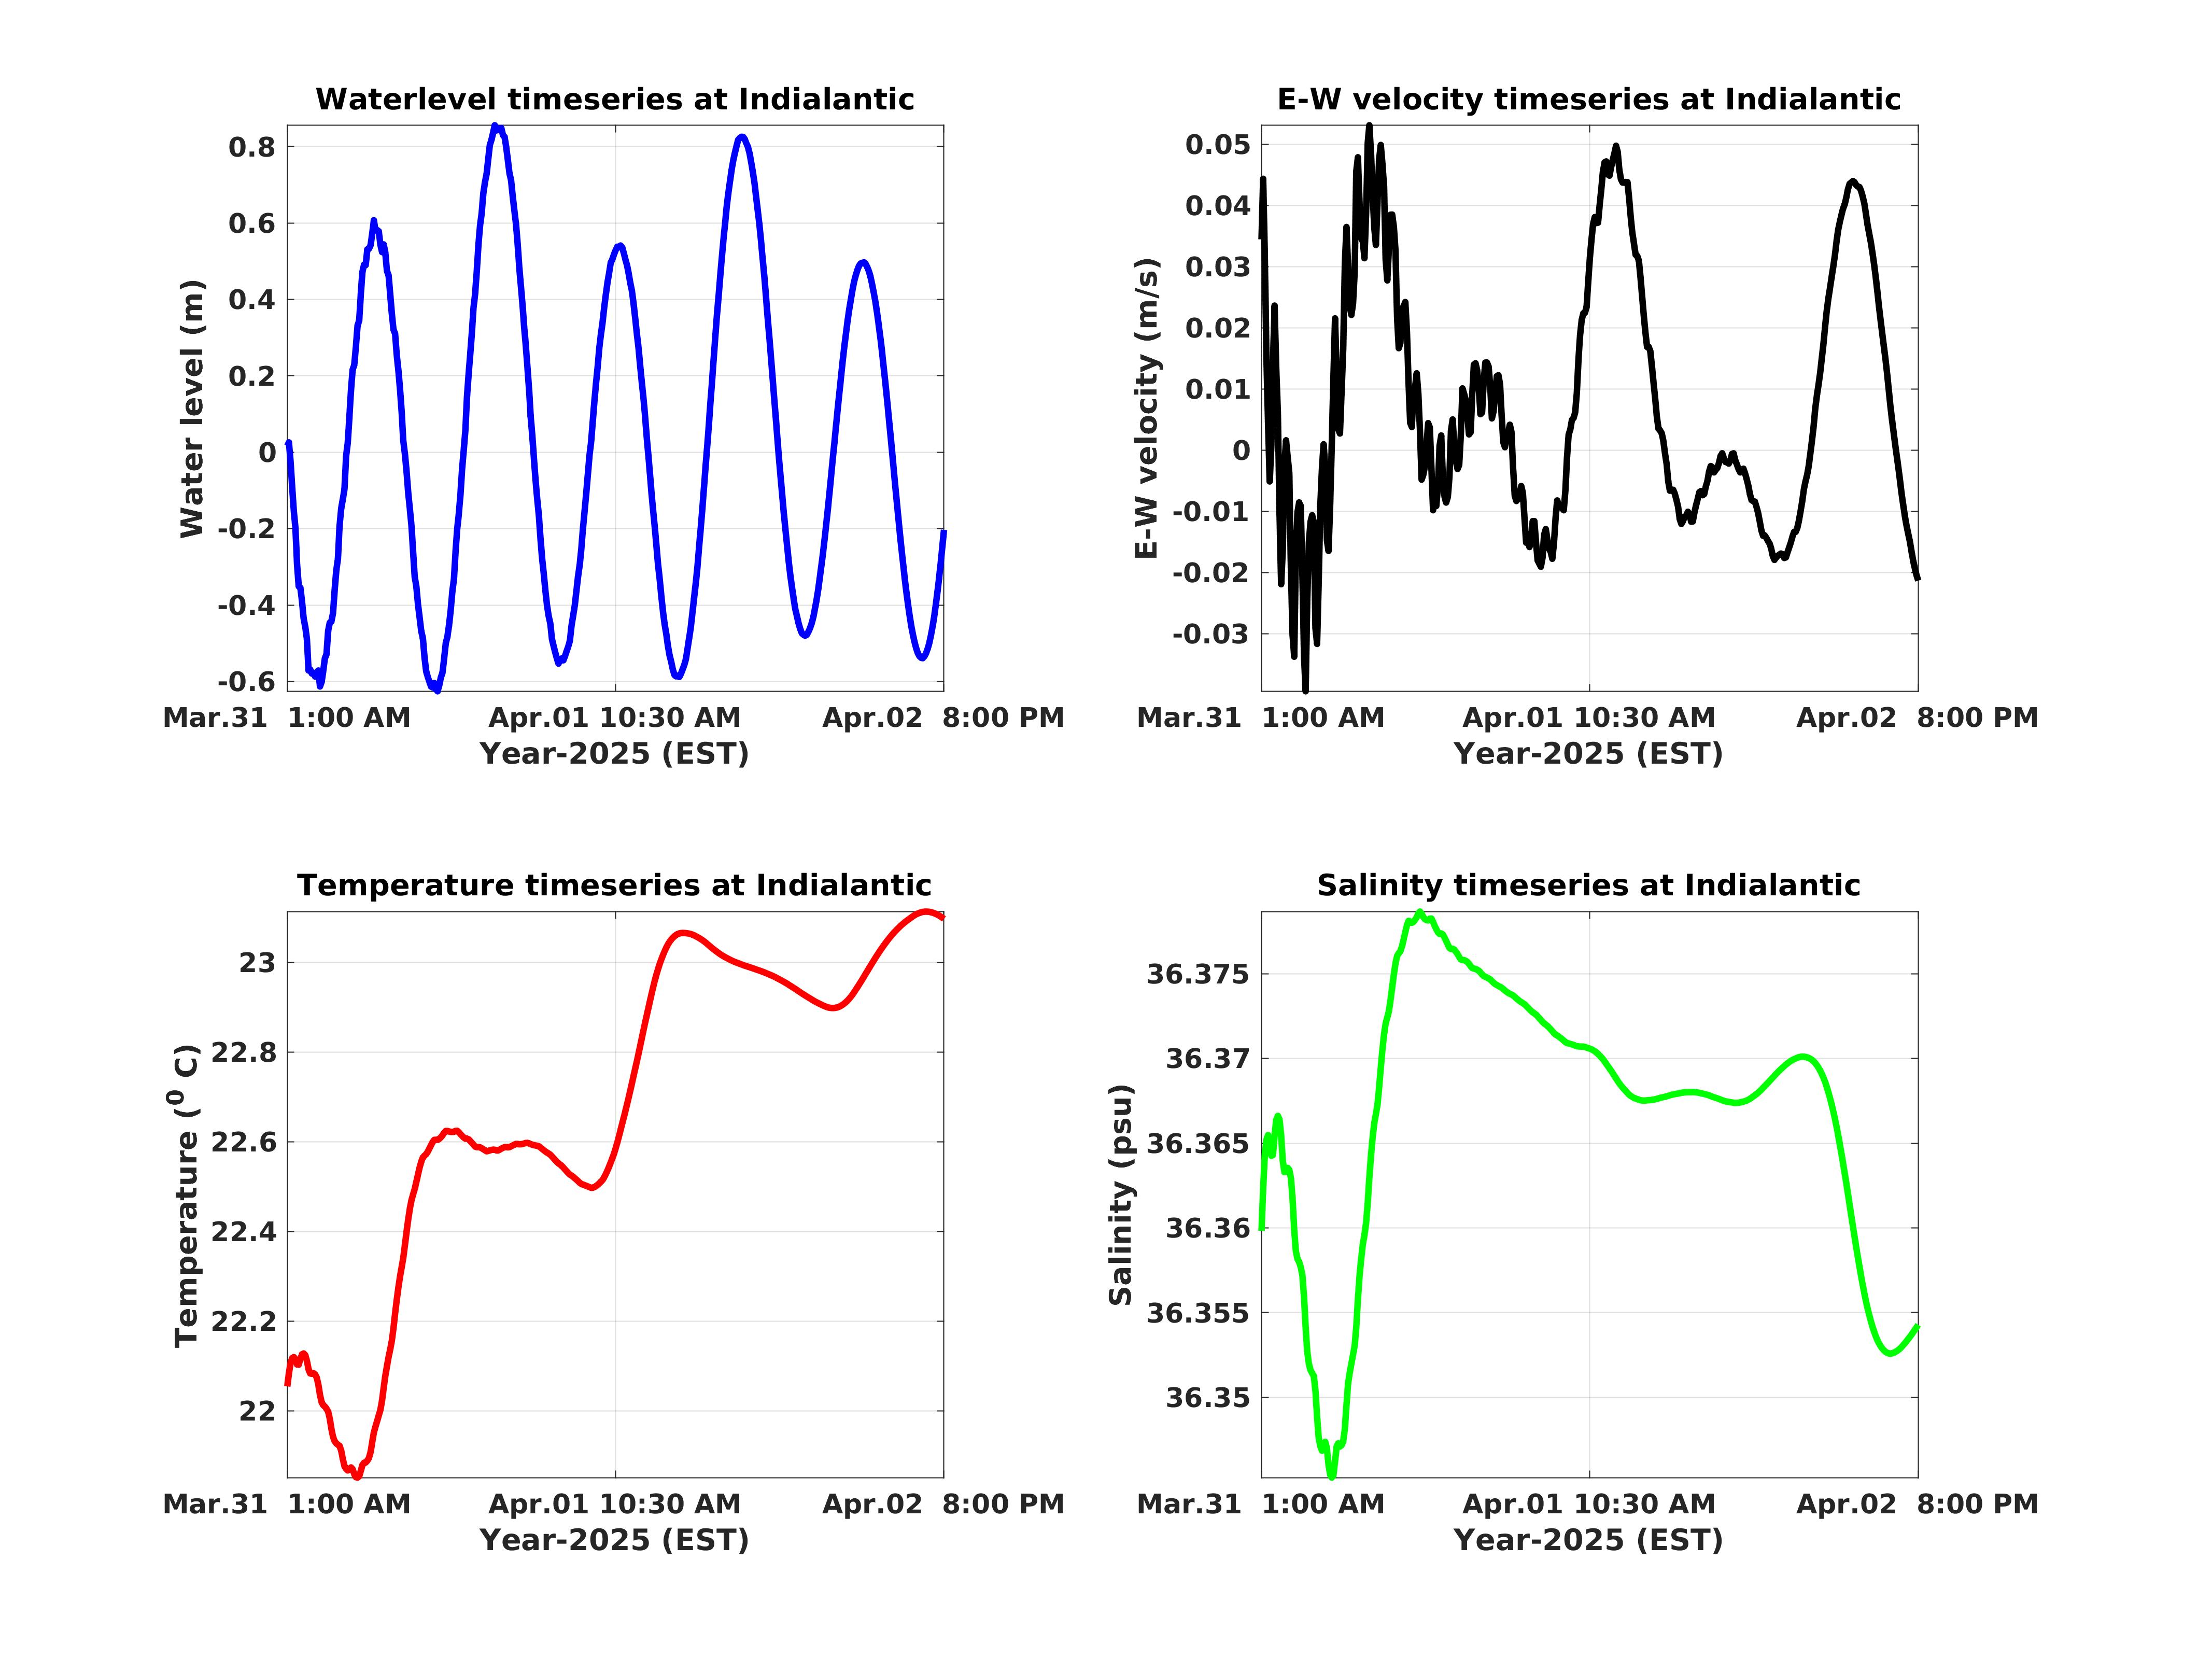 Waterlevel timeseries at Indialantic
0.8
0.6
0.4
0.2
0
-0.2
-0.4
-0.6
Water level (m)
Mar.31 1:00 AM Apr.01 10:30 AM Apr.02 8:00 PM
Year-2025 (EST)
E-W velocity timeseries at Indialantic
0.05
0.04
0.03
0.02
0.01
0
-0.01
-0.02
-0.03
E-W velocity (m/s)
Mar.31 1:00 AM Apr.01 10:30 AM Apr.02 8:00 PM
Year-2025 (EST)
Temperature timeseries at Indialantic
23
22.8
22.6
22.4
22.2
22
Temperature (⁰ C)
Mar.31 1:00 AM Apr.01 10:30 AM Apr.02 8:00 PM
Year-2025 (EST)
Salinity timeseries at Indialantic
36.375
36.37
36.365
36.36
36.355
36.35
Salinity (psu)
Mar.31 1:00 AM Apr.01 10:30 AM Apr.02 8:00 PM
Year-2025 (EST)